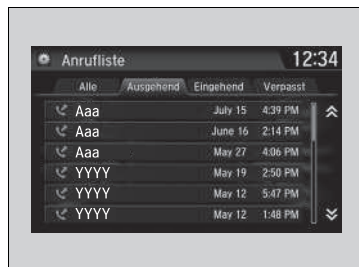 Anrufliste 12:34
Alle Ausgehend Eingehend Verpasst
Aaa July 15 4:39 PM
Aaa June 16 2:14 PM
Aaa May 27 4:06 PM
YYYY May 19 2:50 PM
YYYY May 12 5:47 PM
YYYY May 12 1:48 PM